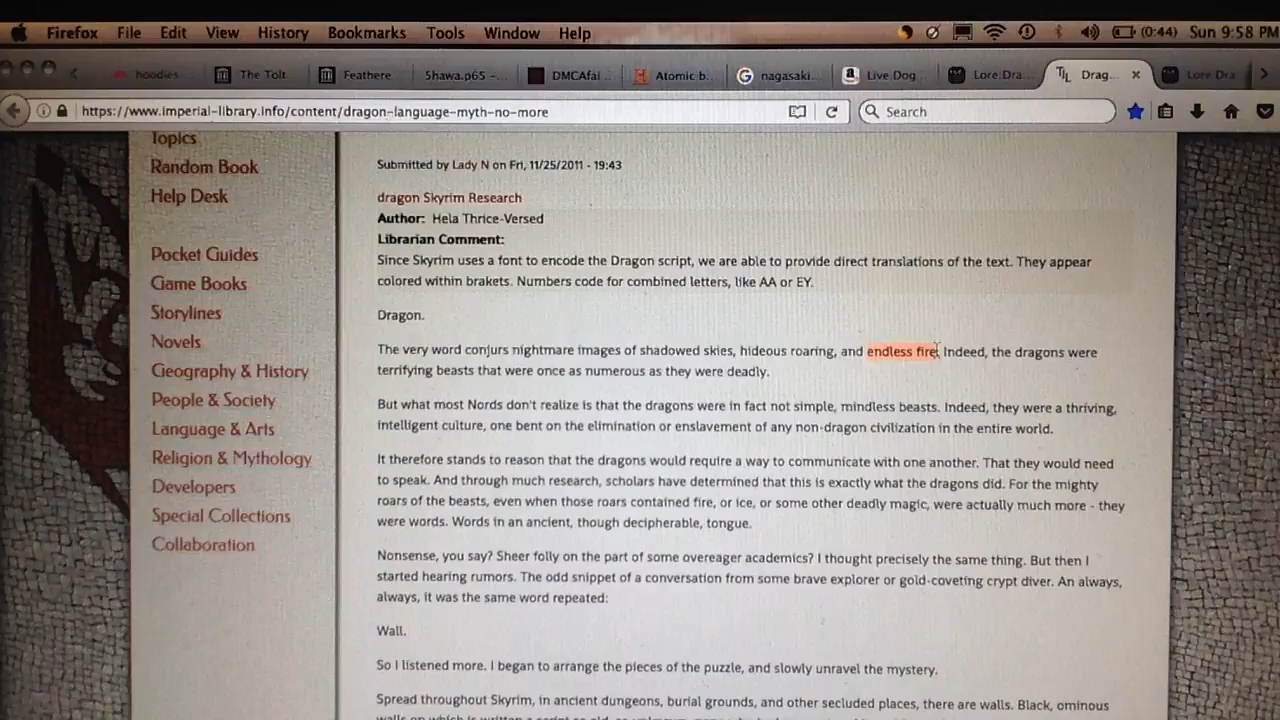 Firefox File Edit View History Bookmarks Tools Window Help (0:44) Sun 9:58 PM
hoodies The Tolt Feathere Shawa.p65 -... DMCAfai Atomic b... nagasaki... Live Dog Lore:Dra... Drag... Lore Dra
https://www.imperial-library.info/content/dragon-language-myth-no-more Search
Topics
Random Book
Help Desk
Pocket Guides
Game Books
Storylines
Novels
Geography & History
People & Society
Language & Arts
Religion & Mythology
Developers
Special Collections
Collaboration
Submitted by Lady N on Fri, 11/25/2011 - 19:43
dragon Skyrim Research
Author: Hela Thrice-Versed
Librarian Comment:
Since Skyrim uses a font to encode the Dragon script, we are able to provide direct translations of the text. They appear
colored within brakets. Numbers code for combined letters, like AA or EY.
Dragon.
The very word conjurs nightmare images of shadowed skies, hideous roaring, and endless fire. Indeed, the dragons were
terrifying beasts that were once as numerous as they were deadly.
But what most Nords don't realize is that the dragons were in fact not simple, mindless beasts. Indeed, they were a thriving,
intelligent culture, one bent on the elimination or enslavement of any non-dragon civilization in the entire world.
It therefore stands to reason that the dragons would require a way to communicate with one another. That they would need
to speak. And through much research, scholars have determined that this is exactly what the dragons did. For the mighty
roars of the beasts, even when those roars contained fire, or ice, or some other deadly magic, were actually much more - they
were words. Words in an ancient, though decipherable, tongue.
Nonsense, you say? Sheer folly on the part of some overeager academics? I thought precisely the same thing. But then I
started hearing rumors. The odd snippet of a conversation from some brave explorer or gold-coveting crypt diver. An always,
always, it was the same word repeated:
Wall.
So I listened more. I began to arrange the pieces of the puzzle, and slowly unravel the mystery.
Spread throughout Skyrim, in ancient dungeons, burial grounds, and other secluded places, there are walls. Black, ominous